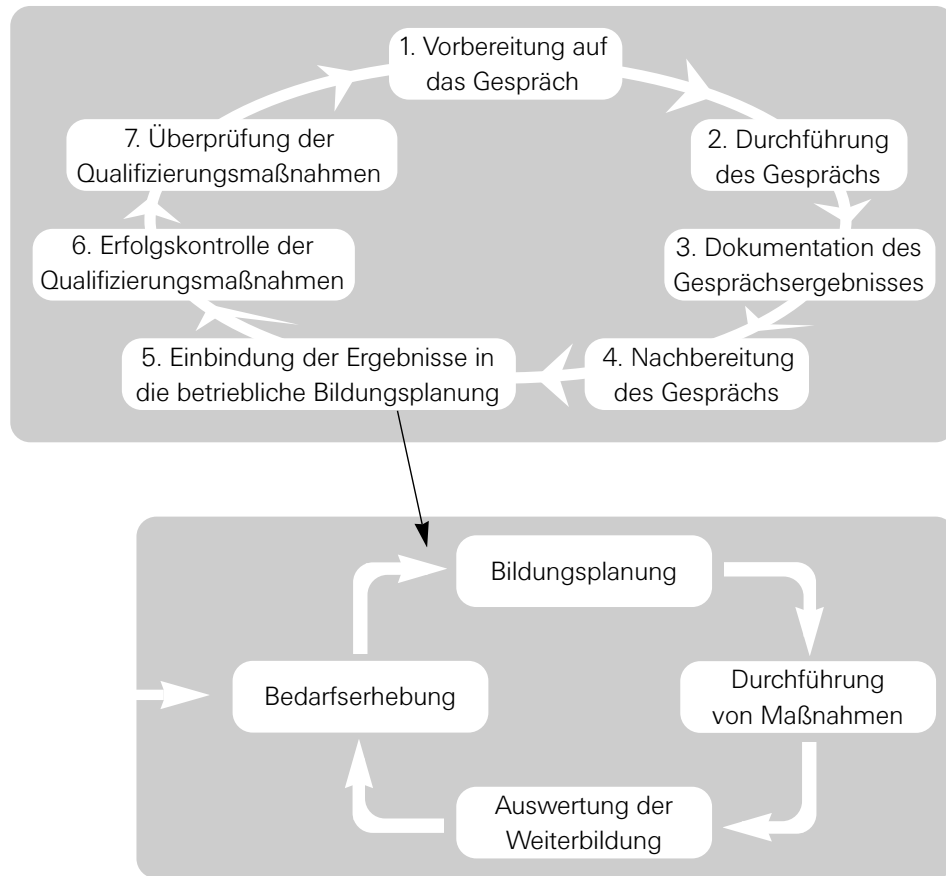 1. Vorbereitung auf
das Gespräch
2. Durchführung
des Gesprächs
3. Dokumentation des
Gesprächsergebnisses
4. Nachbereitung
des Gesprächs
5. Einbindung der Ergebnisse in
die betriebliche Bildungsplanung
6. Erfolgskontrolle der
Qualifizierungsmaßnahmen
7. Überprüfung der
Qualifizierungsmaßnahmen
Bildungsplanung
Durchführung
von Maßnahmen
Auswertung der
Weiterbildung
Bedarfserhebung